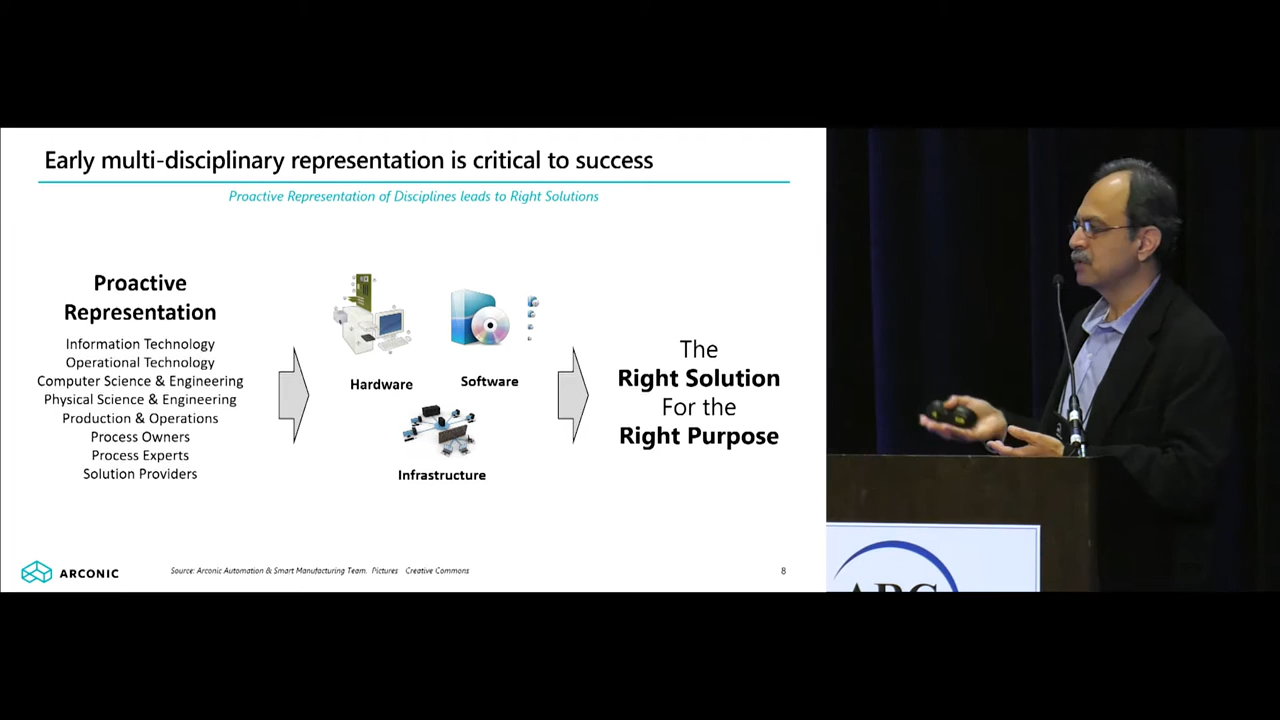 Early multi-disciplinary representation is critical to success
Proactive Representation of Disciplines leads to Right Solutions
Proactive
Representation
Information Technology
Operational Technology
Computer Science & Engineering
Physical Science & Engineering
Production & Operations
Process Owners
Process Experts
Solution Providers
Hardware
Software
Infrastructure
The
Right Solution
For the
Right Purpose
ARCONIC
Source: Arconic Automation & Smart Manufacturing Team. Pictures Creative Commons
8
ARC